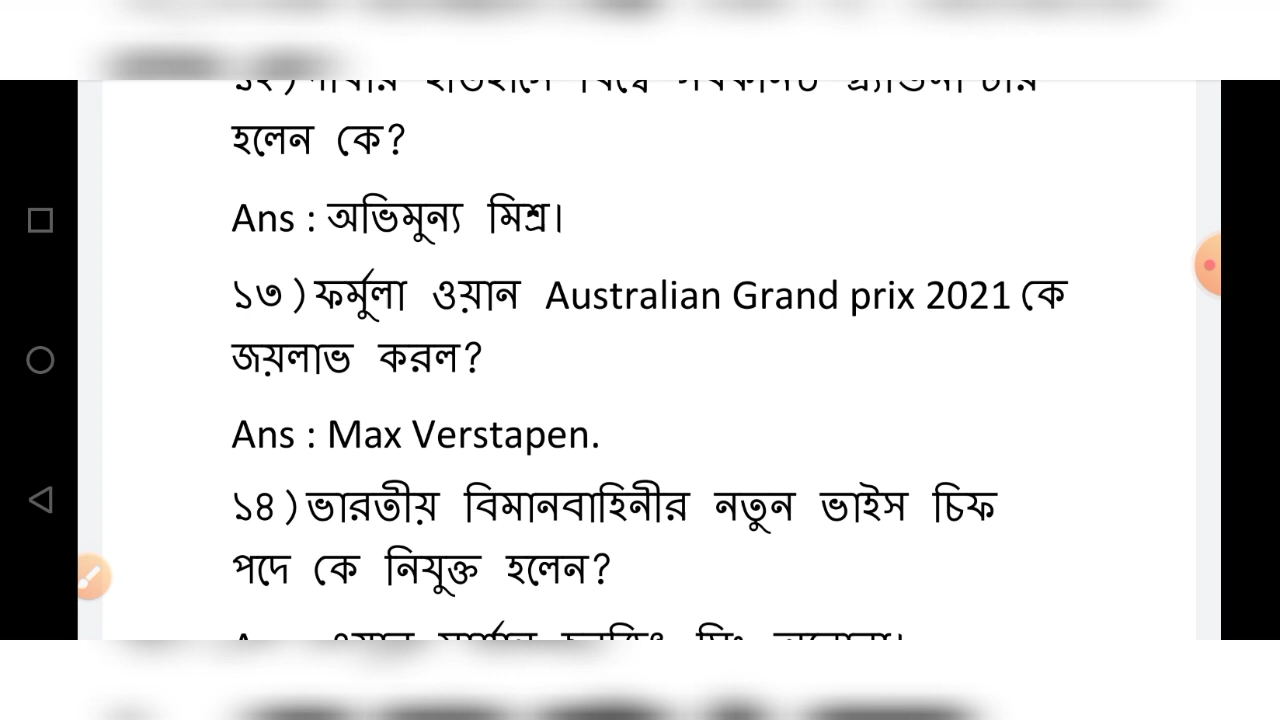 হলেন কে?
Ans : অভিমুন্য মিশ্র।
১৩ ) ফর্মুলা ওয়ান Australian Grand prix 2021 কে
জয়লাভ করল?
Ans : Max Verstapen.
১৪ ) ভারতীয় বিমানবাহিনীর নতুন ভাইস চিফ
পদে কে নিযুক্ত হলেন?